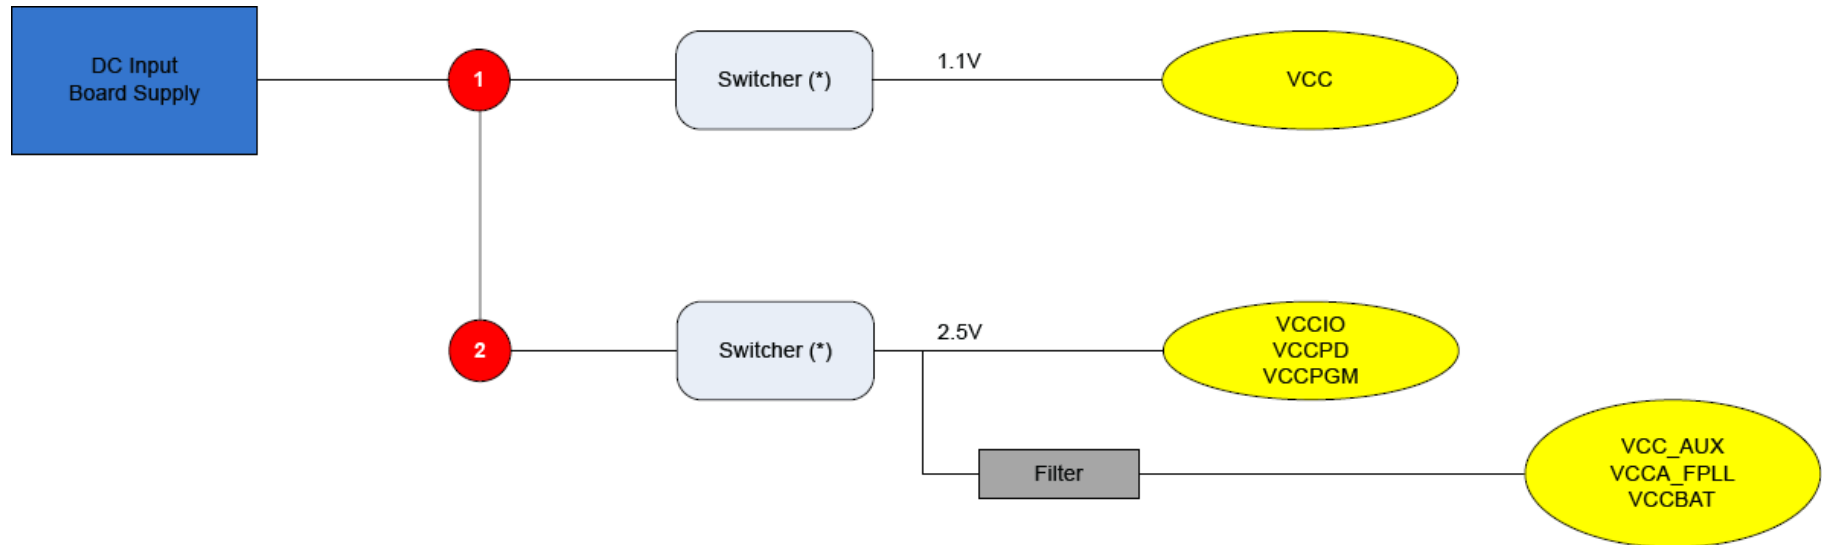 DC Input
Board Supply
1
Switcher (*)
1.1V
VCC
2
Switcher (*)
2.5V
VCCIO
VCCPD
VCCPGM
Filter
VCC_AUX
VCCA_FPLL
VCCBAT